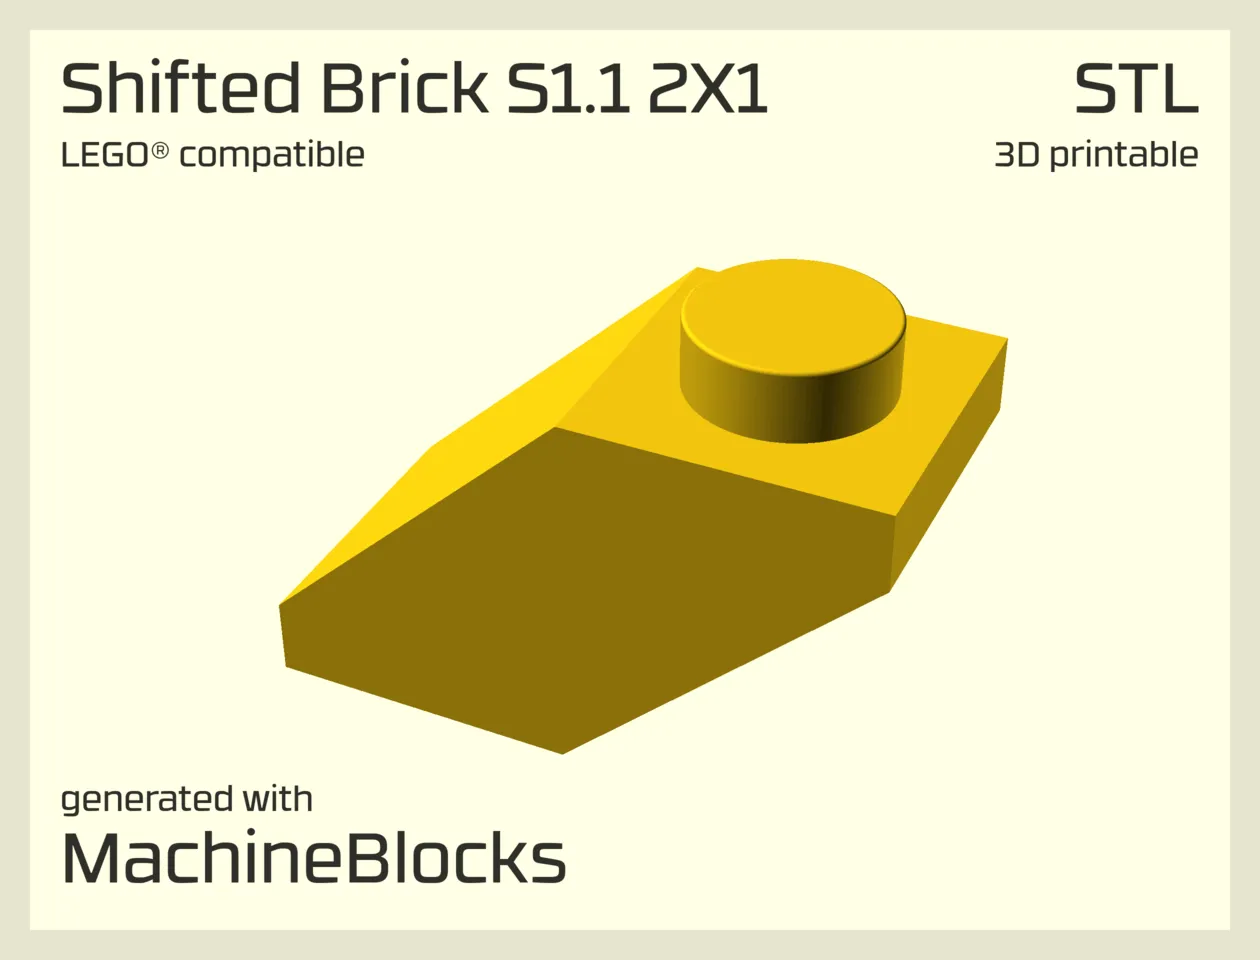 Shifted Brick S1.1 2X1
STL
LEGO® compatible
3D printable
generated with
MachineBlocks